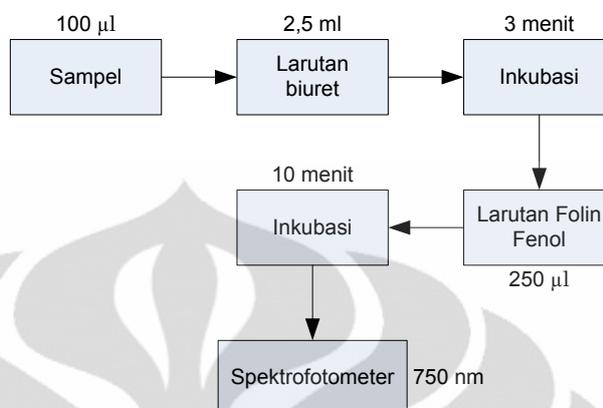 100 µl
Sampel
2,5 ml
Larutan
biuret
3 menit
Inkubasi
Larutan Folin
Fenol
250 µl
10 menit
Inkubasi
Spektrofotometer
750 nm